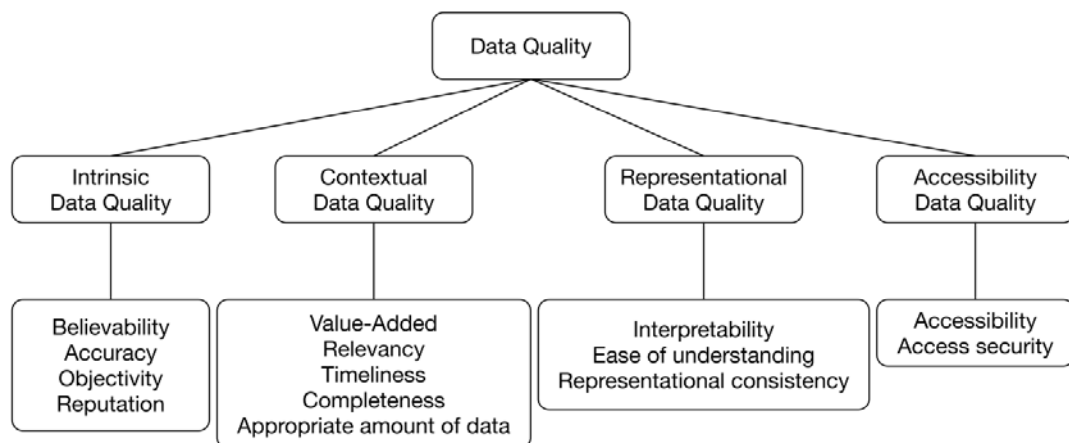 Data Quality
Intrinsic
Data Quality
Contextual
Data Quality
Representational
Data Quality
Accessibility
Data Quality
Believability
Accuracy
Objectivity
Reputation
Value-Added
Relevancy
Timeliness
Completeness
Appropriate amount of data
Interpretability
Ease of understanding
Representational consistency
Accessibility
Access security